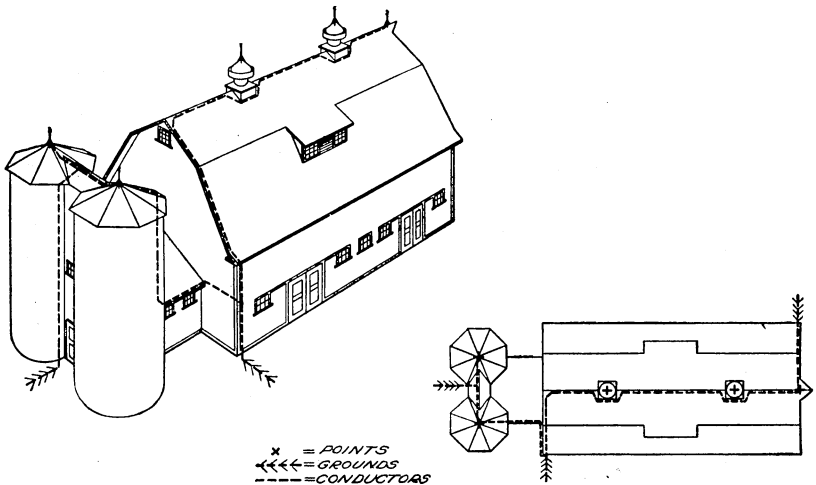 x = POINTS
= GROUNDS
= CONDUCTORS